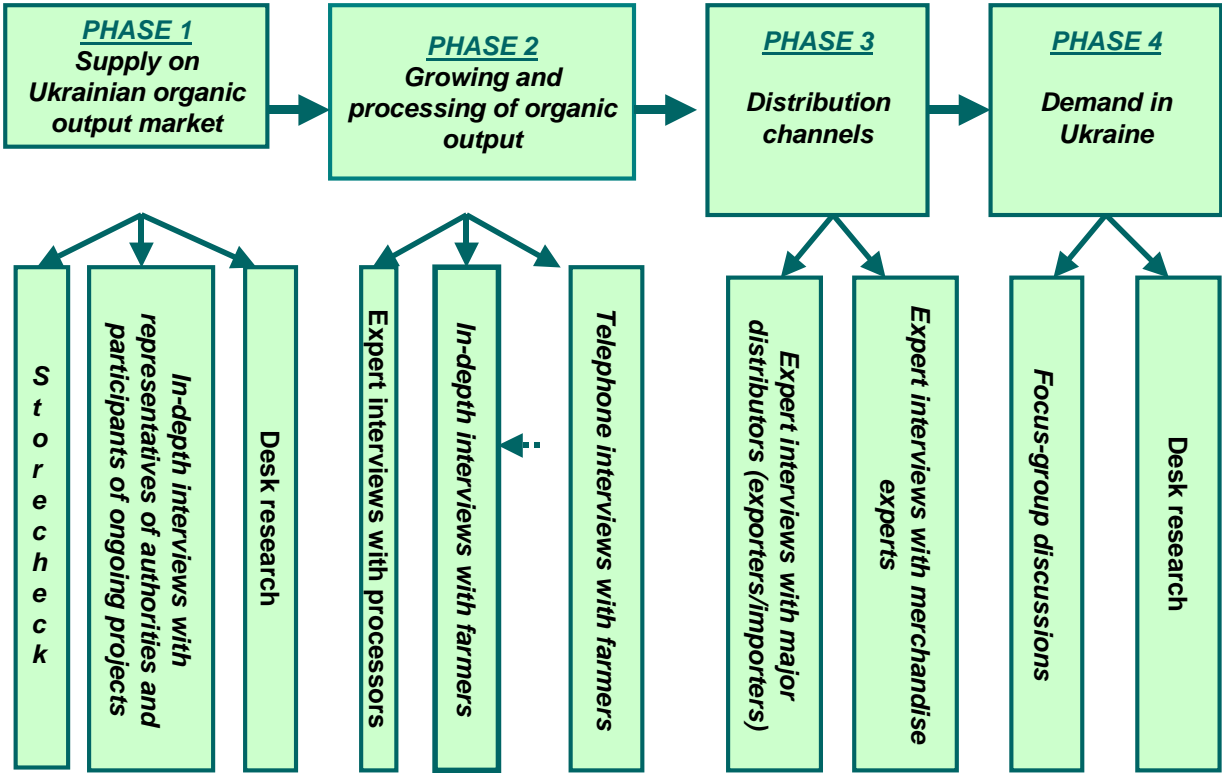 PHASE 1
Supply on
Ukrainian organic
output market
PHASE 2
Growing and
processing of organic
output
PHASE 3
Distribution
channels
PHASE 4
Demand in
Ukraine
Storecheck
In-depth interviews with
representatives of authorities and
participants of ongoing projects
Desk research
Expert interviews with processors
In-depth interviews with farmers
Telephone interviews with farmers
Expert interviews with major
distributors (exporters/importers)
Expert interviews with merchandise
experts
Focus-group discussions
Desk research